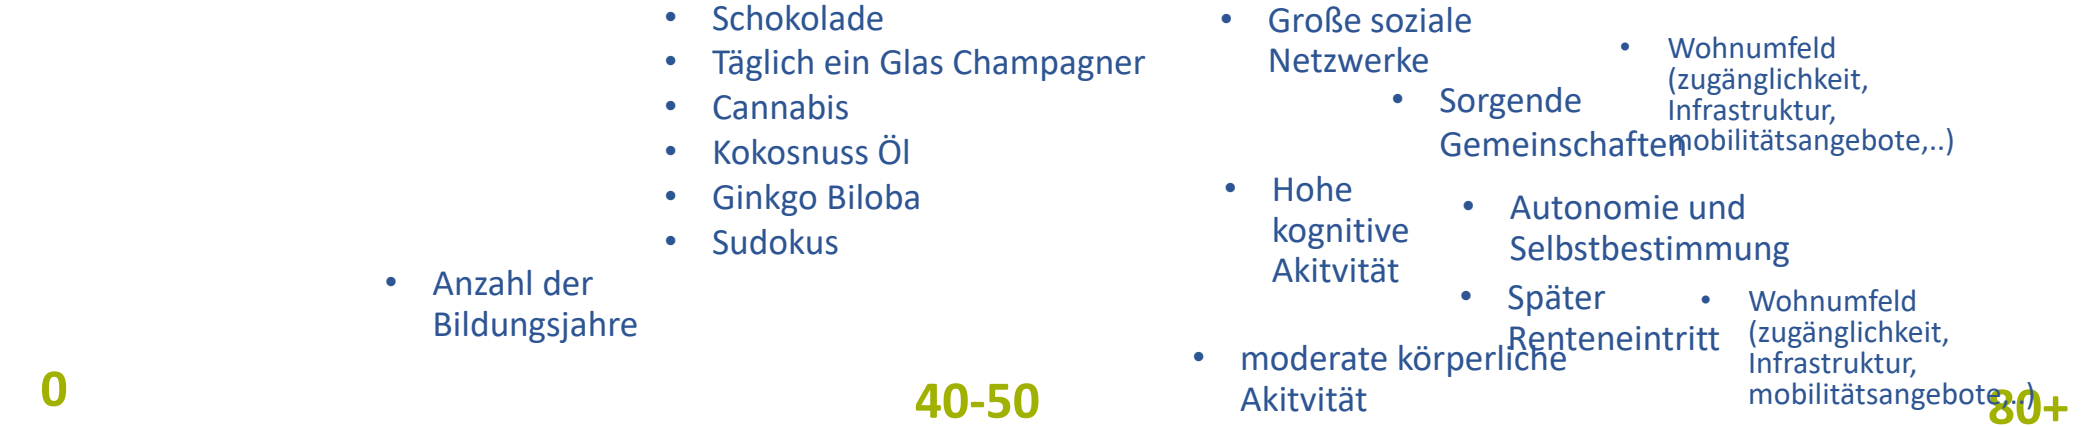 • Schokolade
• Täglich ein Glas Champagner
• Cannabis
• Kokosnuss Öl
• Ginkgo Biloba
• Sudokus
• Anzahl der
Bildungsjahre
• Große soziale
Netzwerke
• Sorgende
Gemeinschaften
• Wohnumfeld
(zugänglichkeit,
Infrastruktur,
mobilitätsangebote,..)
• Hohe
kognitive
Akitvität
• Autonomie und
Selbstbestimmung
• Später
Renteneintritt
• Wohnumfeld
(zugänglichkeit,
Infrastruktur,
mobilitätsangebote,..)
• moderate körperliche
Akitvität
0
40-50
80+